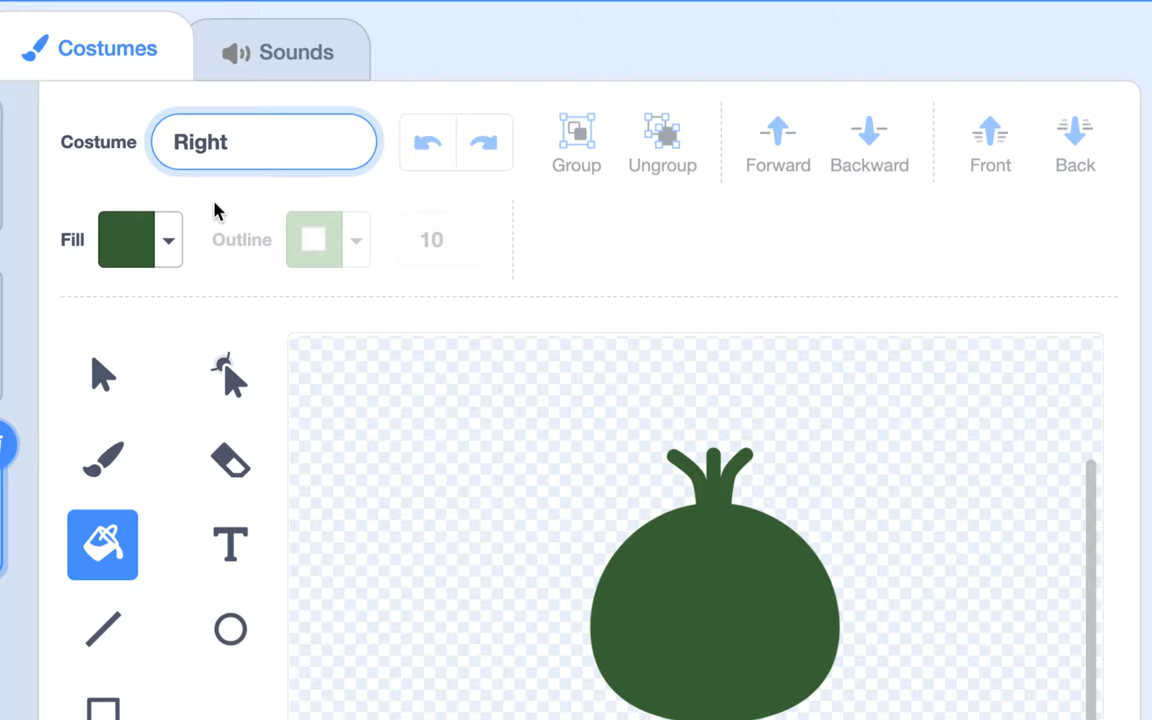 Costumes
Sounds
Costume
Right
Group
Ungroup
Forward
Backward
Front
Back
Fill
Outline
10
T